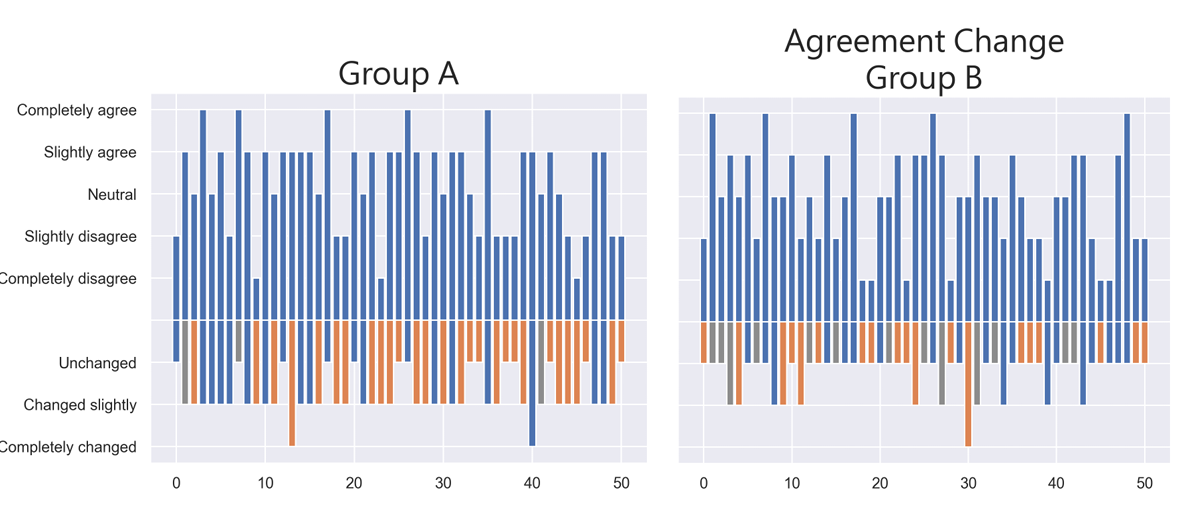 Agreement Change
Group A
Group B
Completely agree
Slightly agree
Neutral
Slightly disagree
Completely disagree
Unchanged
Changed slightly
Completely changed
0 10 20 30 40 50
0 10 20 30 40 50